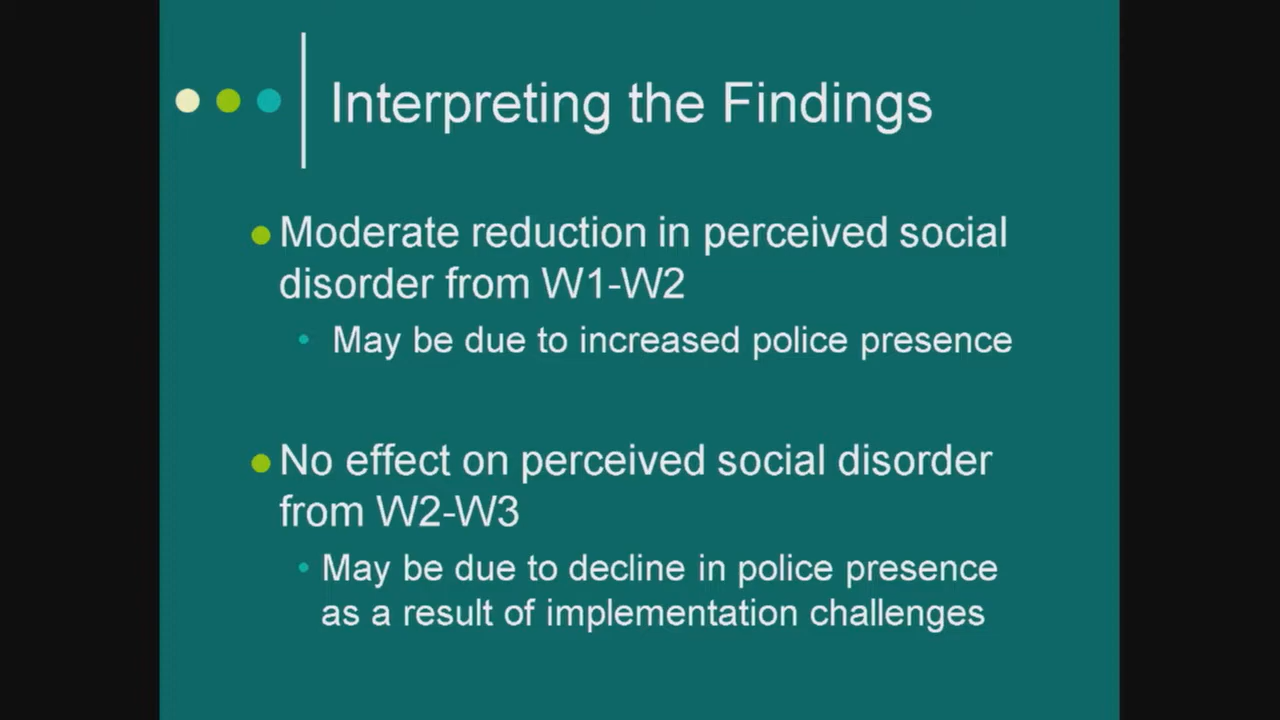 Interpreting the Findings
Moderate reduction in perceived social
disorder from W1-W2
May be due to increased police presence
No effect on perceived social disorder
from W2-W3
May be due to decline in police presence
as a result of implementation challenges